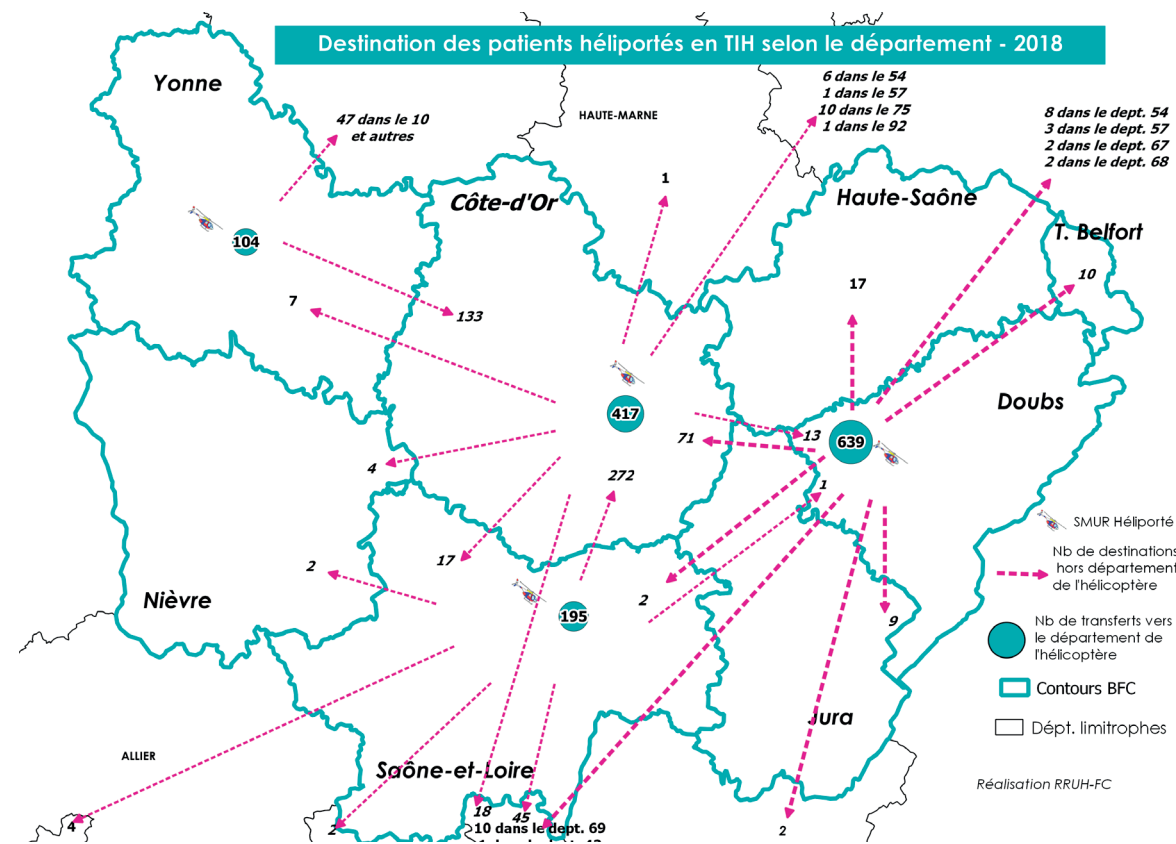 Destination des patients héliportés en TIH selon le département - 2018
Yonne
47 dans le 10
et autres
HAUTE-MARNE
6 dans le 54
1 dans le 57
10 dans le 75
1 dans le 92
8 dans le dept. 54
3 dans le dept. 57
2 dans le dept. 67
2 dans le dept. 68
1
Côte-d'Or
Haute-Saône
T. Belfort
104
10
17
7
133
417
Doubs
71
13
639
4
272
1
SMUR Héliporté
17
Nb de destinations
hors département
de l'hélicoptère
2
Nièvre
2
195
9
Nb de transferts vers
le département de
l'hélicoptère
Contours BFC
Jura
Dépt. limitrophes
ALLIER
Saône-et-Loire
Réalisation RRUH-FC
4
2
18
45
2
10 dans le dept. 69